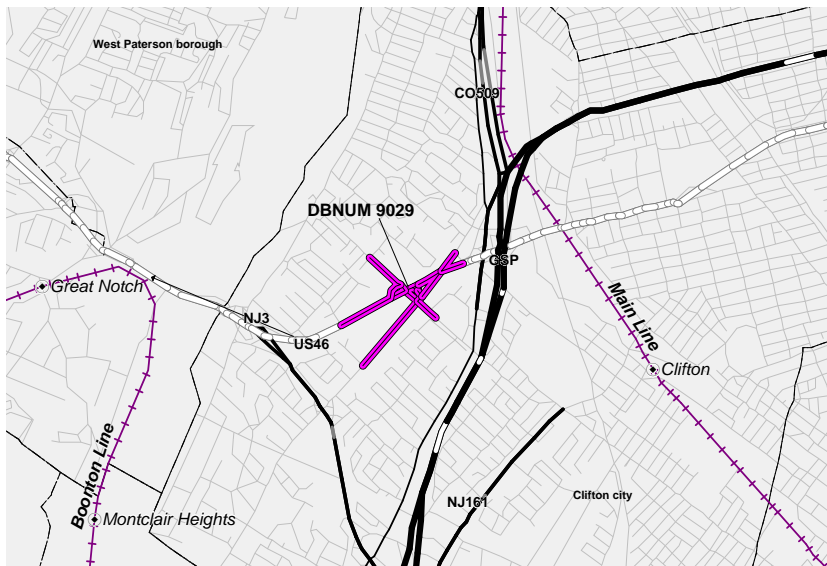 West Paterson borough
CO509
DBNUM 9029
GSP
Great Notch
NJ3
US46
Main Line
Clifton
Boonton Line
NJ161
Clifton city
Montclair Heights